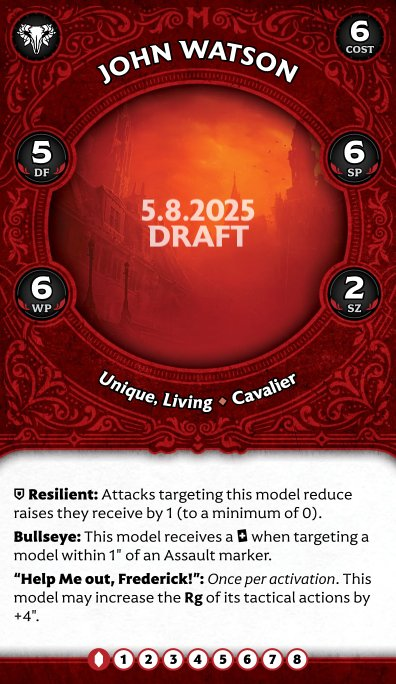 JOHN WATSON
6
COST
5
DF
6
SP
5.8.2025
DRAFT
6
WP
2
SZ
Unique, Living • Cavalier
Resilient: Attacks targeting this model reduce
raises they receive by 1 (to a minimum of 0).
Bullseye: This model receives a when targeting a
model within 1" of an Assault marker.
“Help Me out, Frederick!”: Once per activation. This
model may increase the Rg of its tactical actions by
+4".
1 2 3 4 5 6 7 8